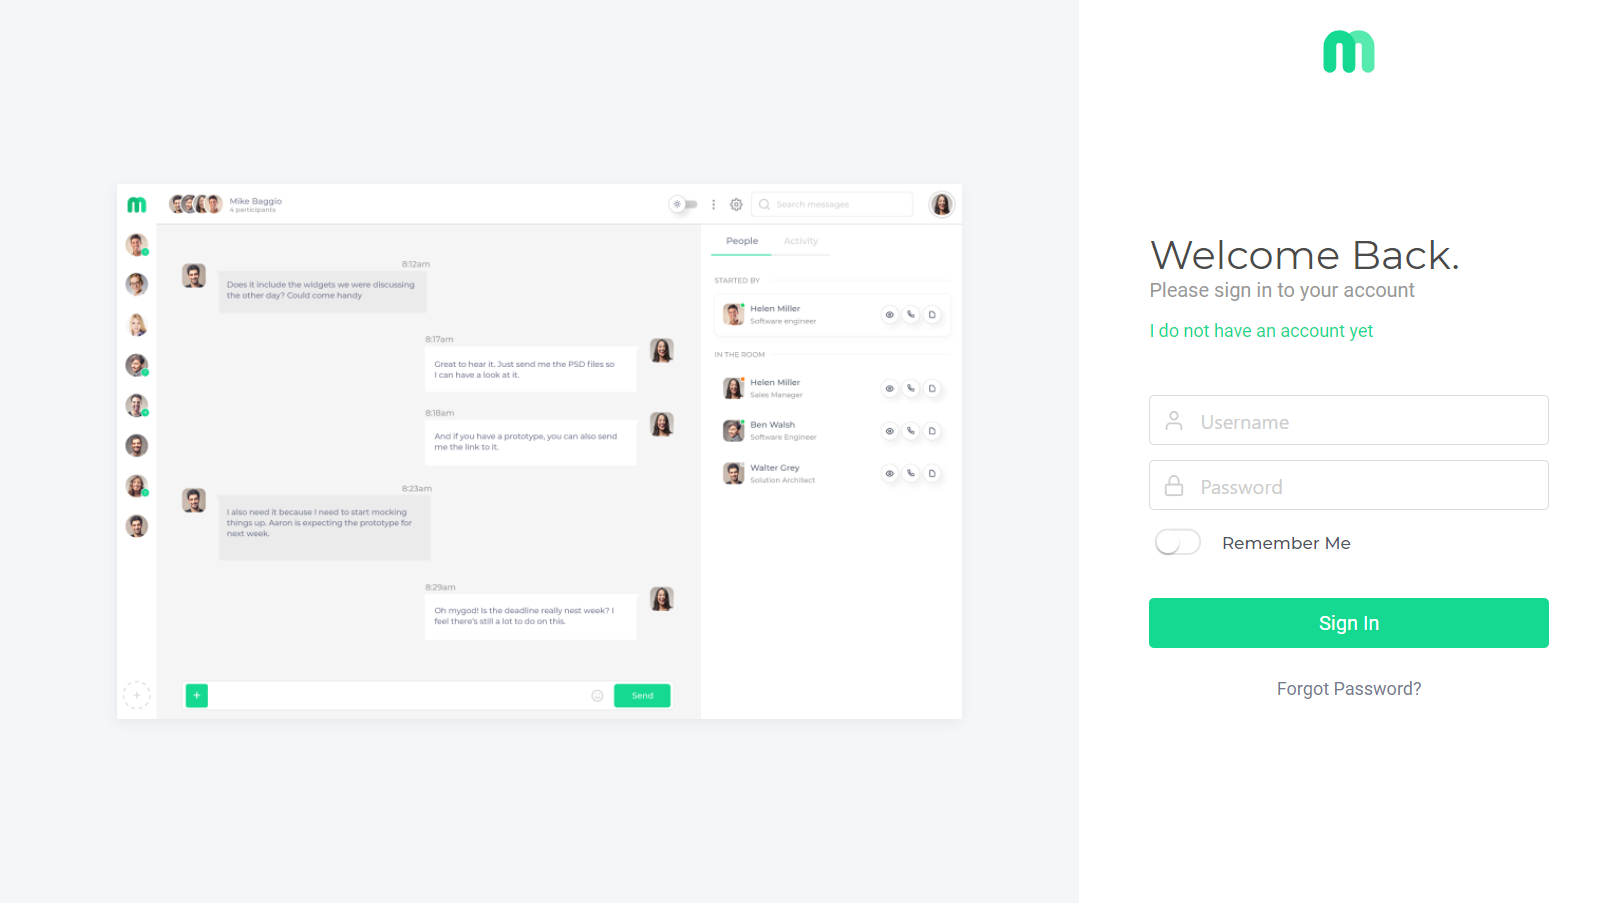 Mike Baggio
4 participants
Search messages
8:12am
Does it include the widgets we were discussing
the other day? Could come handy
8:17am
Great to hear it. Just send me the PSD files so
I can have a look at it.
8:18am
And if you have a prototype, you can also send
me the link to it.
8:23am
I also need it because I need to start mocking
things up. Aaron is expecting the prototype for
next week.
8:29am
Oh mygod! Is the deadline really nest week? I
feel there's still a lot to do on this.
+
Send
People
Activity
STARTED BY
Helen Miller
Software engineer
IN THE ROOM
Helen Miller
Sales Manager
Ben Walsh
Software Engineer
Walter Grey
Solution Architect
m
Welcome Back.
Please sign in to your account
I do not have an account yet
Username
Password
Remember Me
Sign In
Forgot Password?